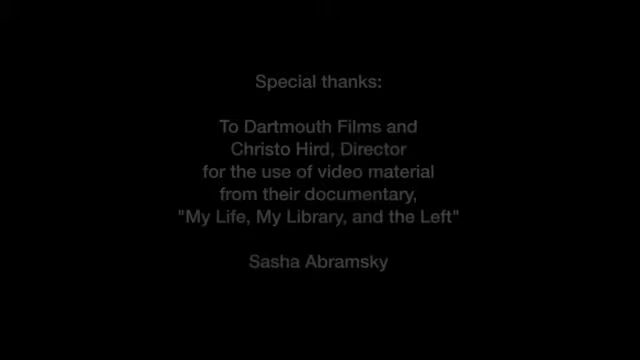 Special thanks:
To Dartmouth Films and
Christo Hird, Director
for the use of video material
from their documentary,
"My Life, My Library, and the Left"
Sasha Abramsky